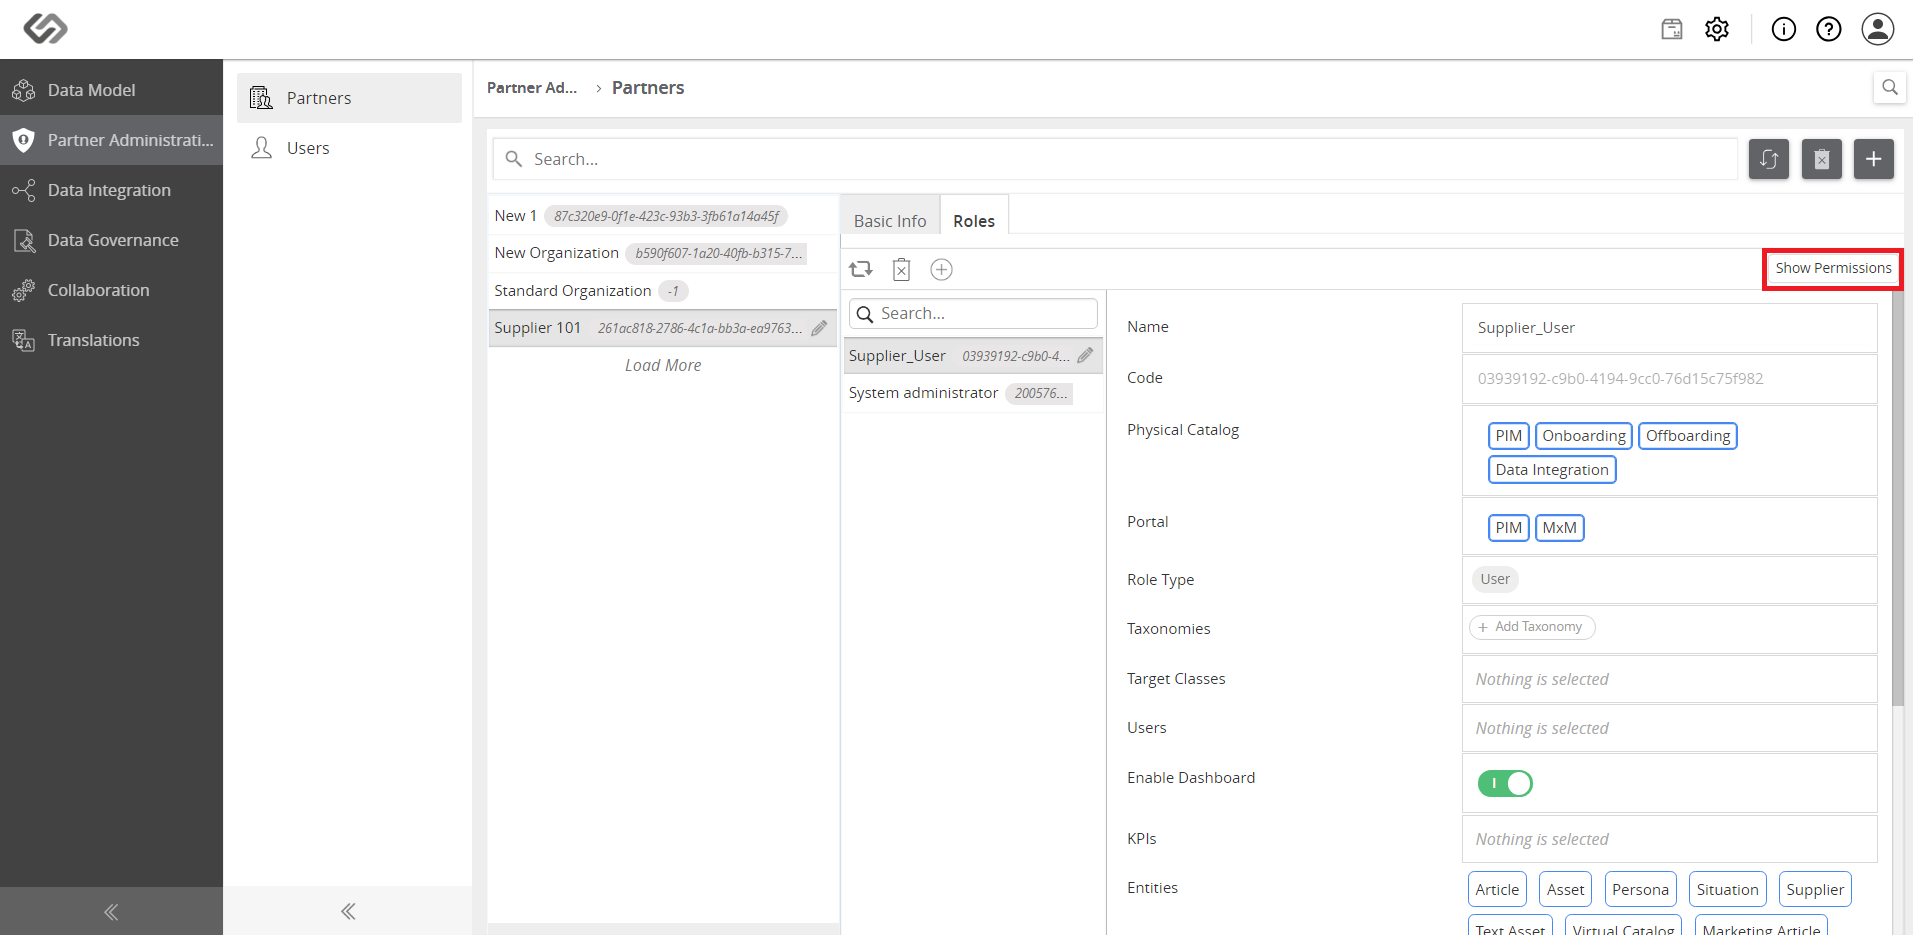 Data Model
Partner Administrati...
Data Integration
Data Governance
Collaboration
Translations
Partners
Users
Partner Ad... › Partners
Search...
New 1 87c320e9-0f1e-423c-93b3-3fb61a14a45f
New Organization b590f607-1a20-40fb-b315-7...
Standard Organization -1
Supplier 101 261ac818-2786-4c1a-bb3a-ea9763...
Load More
Basic Info Roles
Show Permissions
Search...
Supplier_User 03939192-c9b0-4...
System administrator 200576...
Name Supplier_User
Code 03939192-c9b0-4194-9cc0-76d15c75f982
Physical Catalog PIM Onboarding Offboarding
Data Integration
Portal PIM MxM
Role Type User
Taxonomies + Add Taxonomy
Target Classes Nothing is selected
Users Nothing is selected
Enable Dashboard
KPIs Nothing is selected
Entities Article Asset Persona Situation Supplier
Text Asset Virtual Catalog Marketing Article